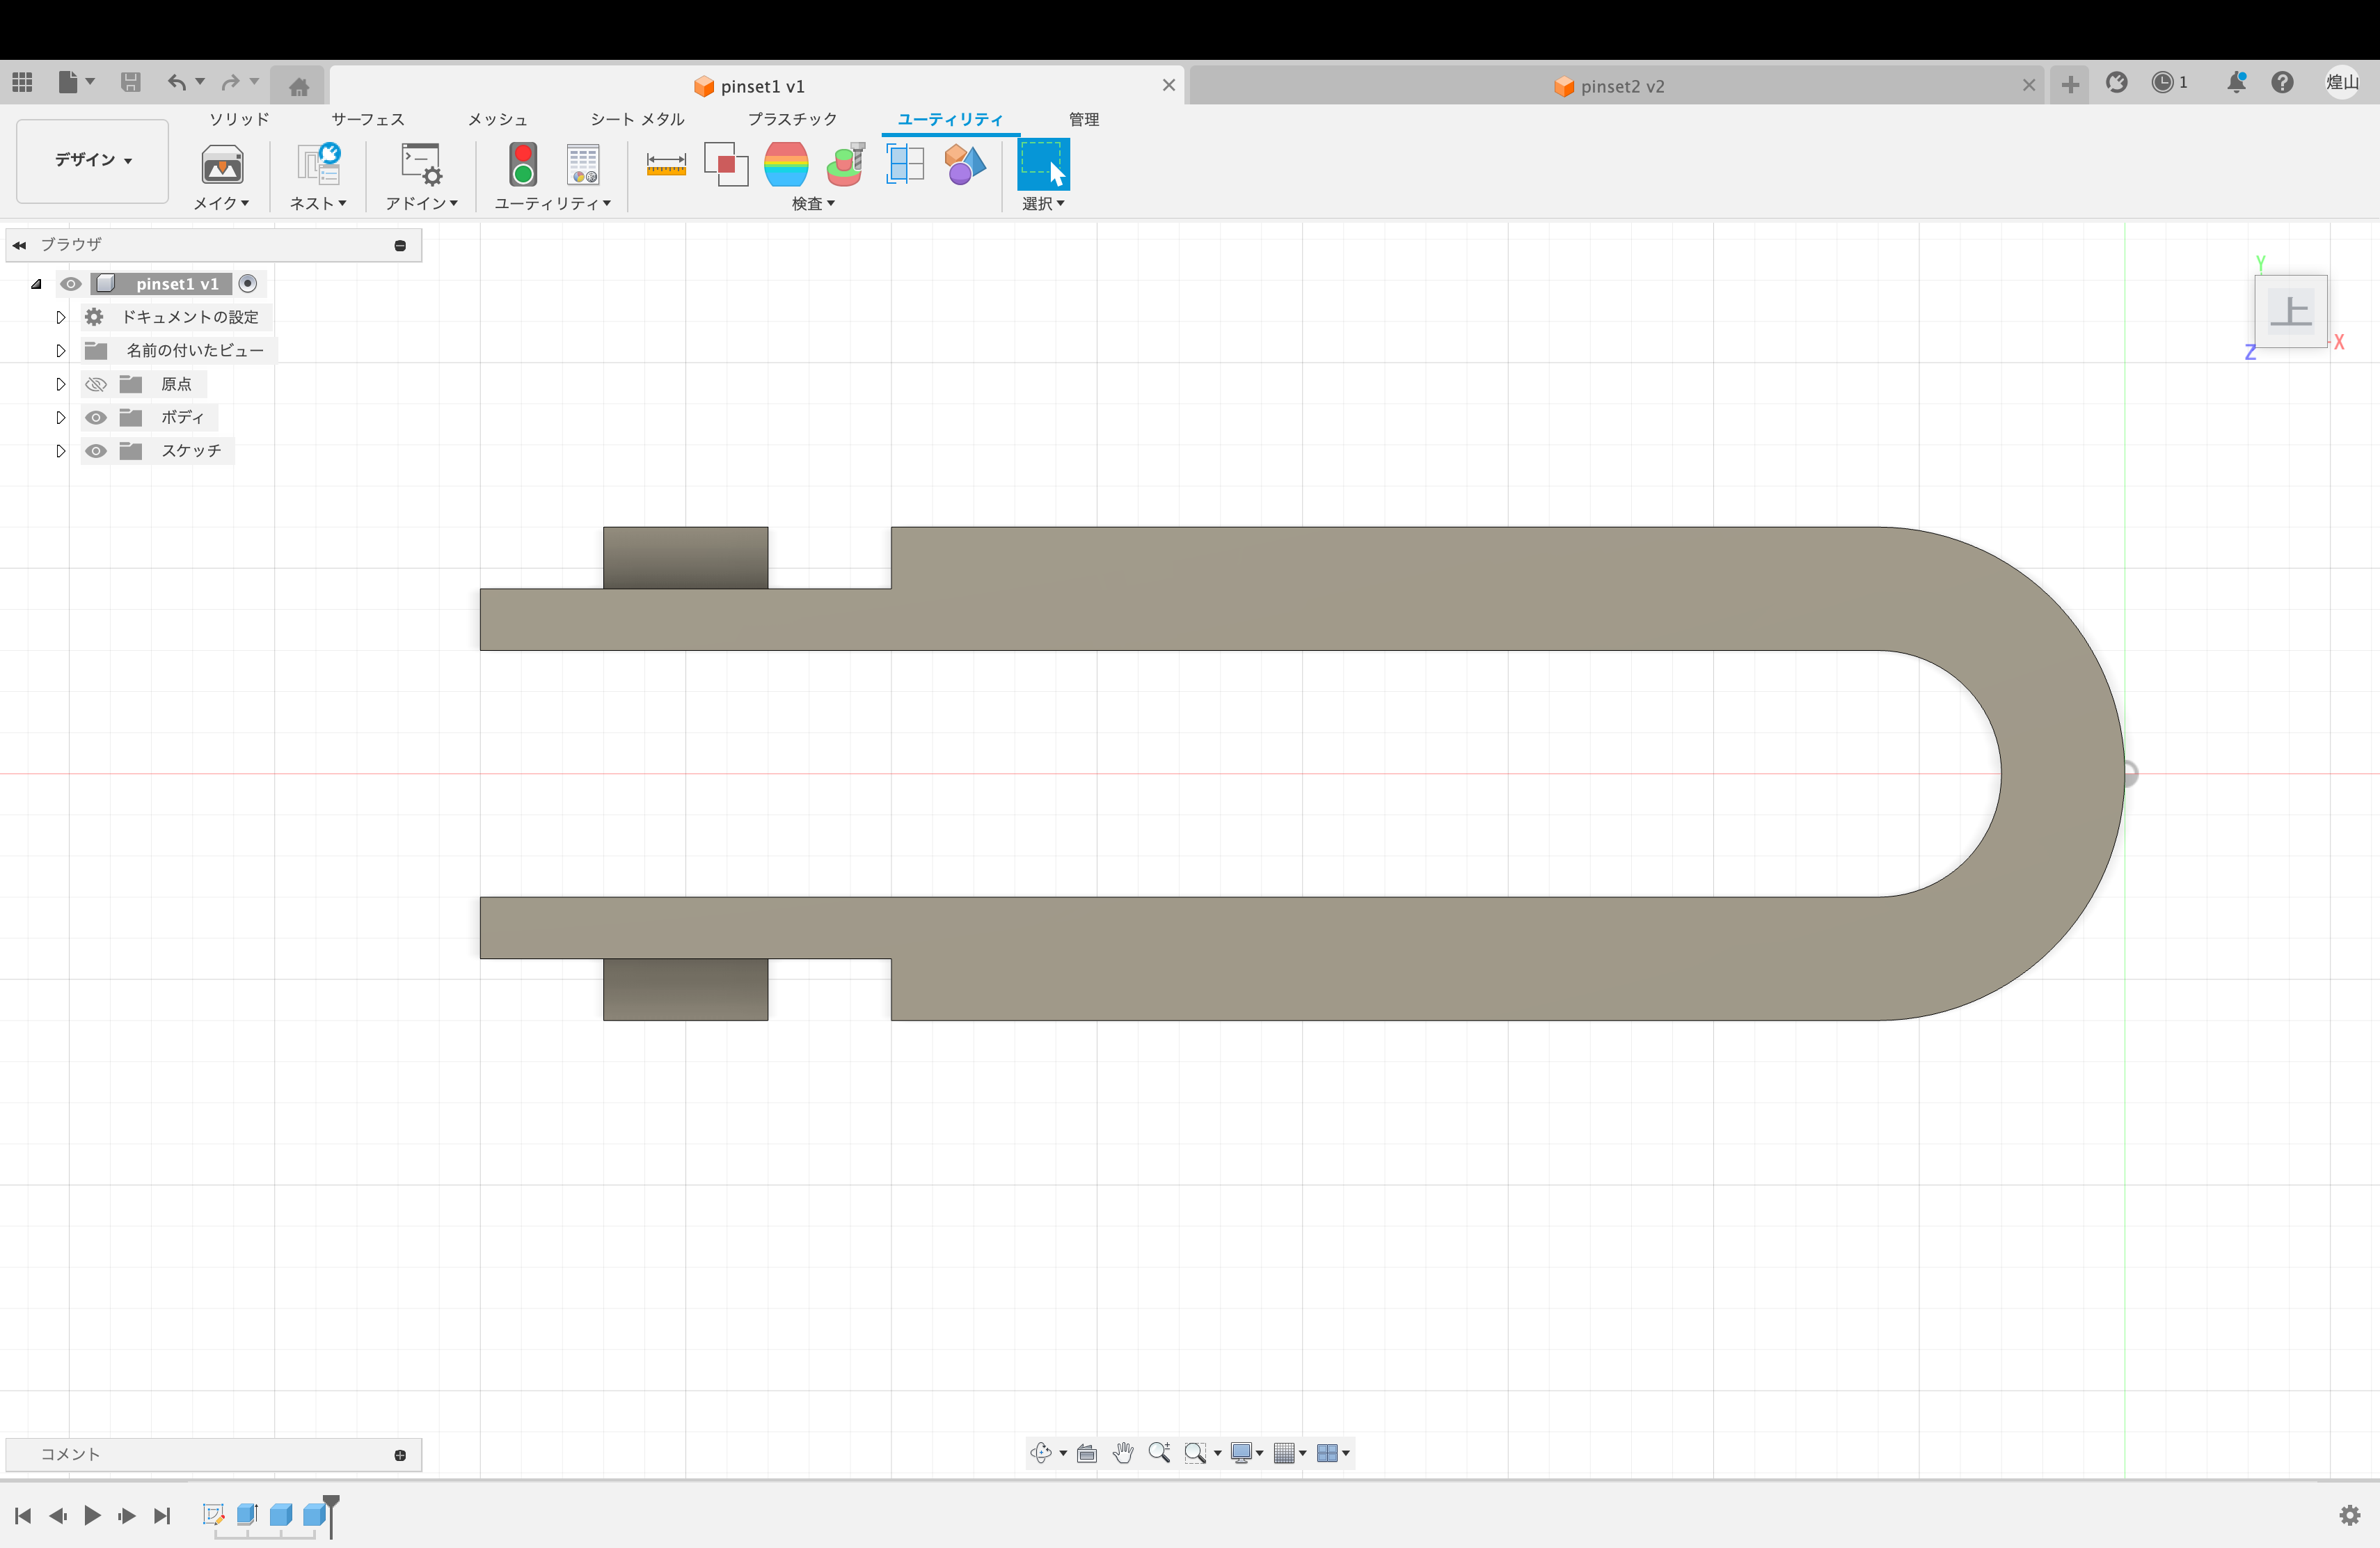 pinset1 v1
pinset2 v2
1
煌山
デザイン
ソリッド
サーフェス
メッシュ
シート メタル
プラスチック
ユーティリティ
管理
メイク
ネスト
アドイン
ユーティリティ
検査
選択
ブラウザ
pinset1 v1
ドキュメントの設定
名前の付いたビュー
原点
ボディ
スケッチ
Y
上
Z
X
コメント